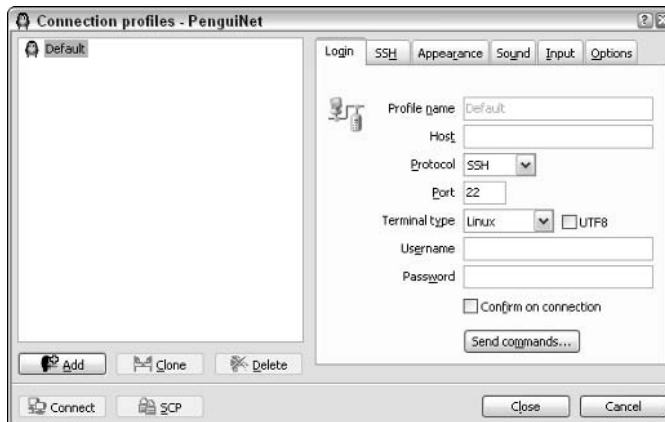 Connection profiles - PenguiNet
Default
Login SSH Appearance Sound Input Options
Profile name Default
Host
Protocol SSH
Port 22
Terminal type Linux UTF8
Username
Password
Confirm on connection
Send commands...
Add Clone Delete
Connect SCP Close Cancel